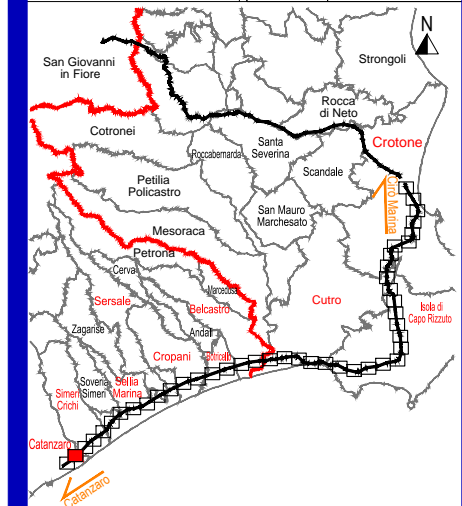 N
Strongoli
San Giovanni
in Fiore
Rocca
di Neto
Cotronei
Crotone
Santa
Severina
Roccabernarda
Scandale
Petilia
Policastro
Cirò Marina
San Mauro
Marchesato
Mesoraca
Petrona
Cerva
Marcedusa
Sersale
Belcastro
Cutro
Isola di
Capo Rizzuto
Zagarise
Andali
Cropani
Botricello
Soveria
Simeri
Sellia
Marina
Simeri
Crichi
Catanzaro
Catanzaro